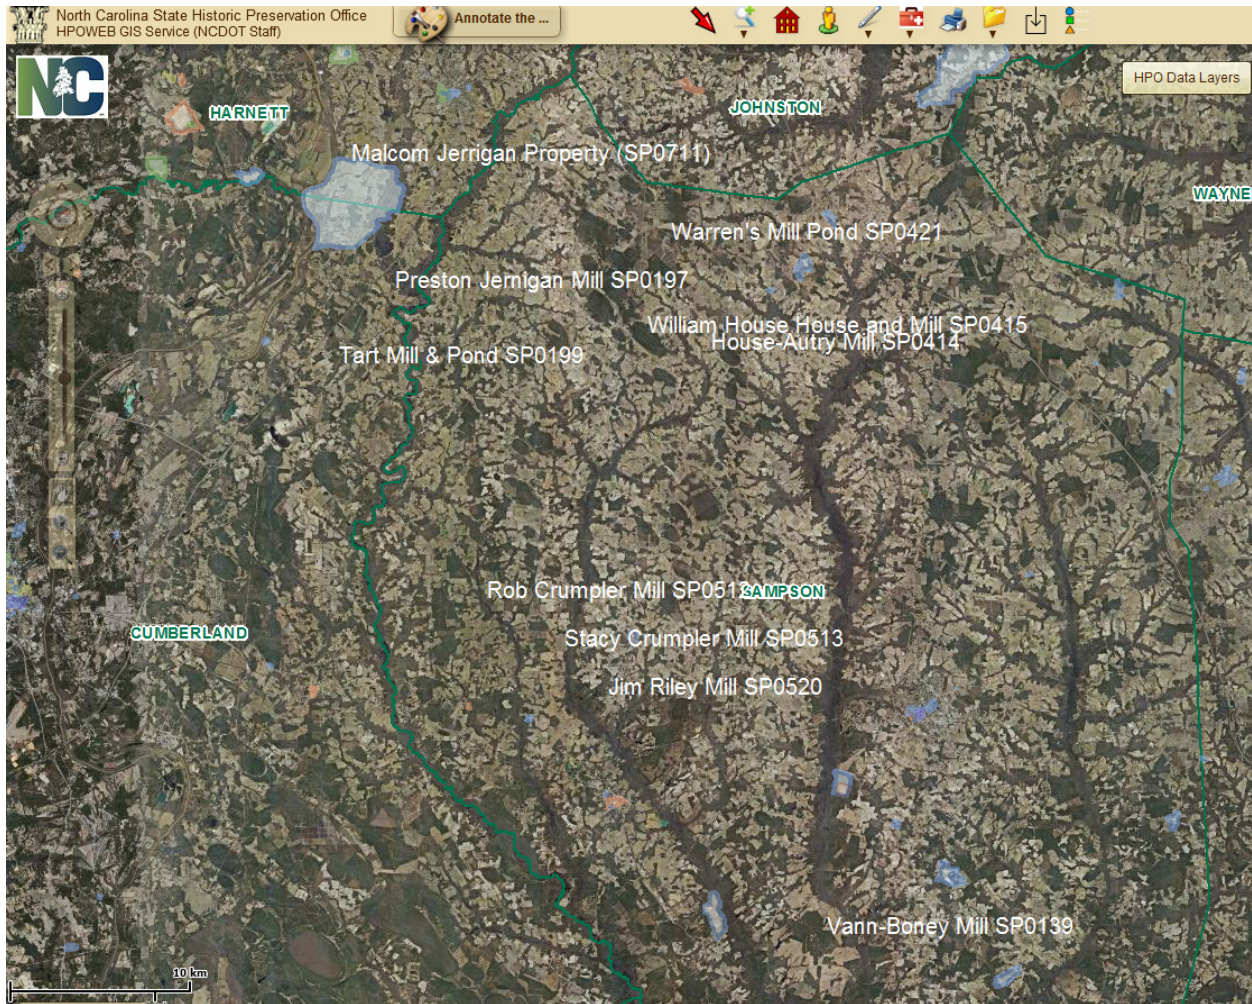 North Carolina State Historic Preservation Office
HPOWEB GIS Service (NCDOT Staff)
Annotate the ...
HPO Data Layers
NC
HARNETT
JOHNSTON
Malcom Jerrigan Property (SP0711)
WAYNE
Warren's Mill Pond SP0421
Preston Jernigan Mill SP0197
William House House and Mill SP0415
House-Autry Mill SP0414
Tart Mill & Pond SP0199
Rob Crumpler Mill SP0512
SAMPSON
CUMBERLAND
Stacy Crumpler Mill SP0513
Jim Riley Mill SP0520
Vann-Boney Mill SP0139
10 km